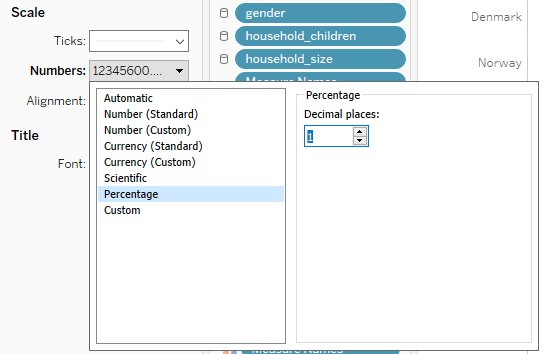 Scale
Ticks:
Numbers: 12345600....
Alignment:
Title
Font:
gender
household_children
household_size
Measure Names
Denmark
Norway
Automatic
Number (Standard)
Number (Custom)
Currency (Standard)
Currency (Custom)
Scientific
Percentage
Custom
Percentage
Decimal places:
1
Measure Names